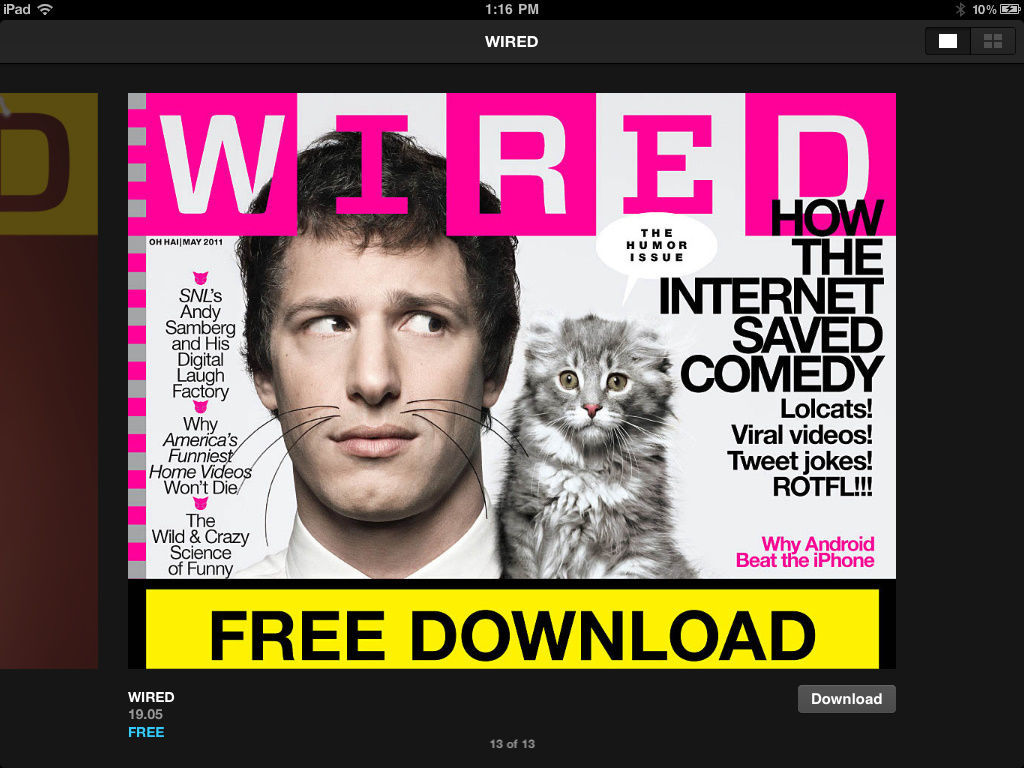 iPad
1:16 PM
10%
WIRED
D
WIRED
OH HAI|MAY 2011
THE
HUMOR
ISSUE
HOW
THE
INTERNET
SAVED
COMEDY
Lolcats!
Viral videos!
Tweet jokes!
ROTFL!!!
Why Android
Beat the iPhone
SNL's
Andy
Samberg
and His
Digital
Laugh
Factory
Why
America's
Funniest
Home Videos
Won't Die
The
Wild & Crazy
Science
of Funny
FREE DOWNLOAD
WIRED
19.05
FREE
Download
13 of 13